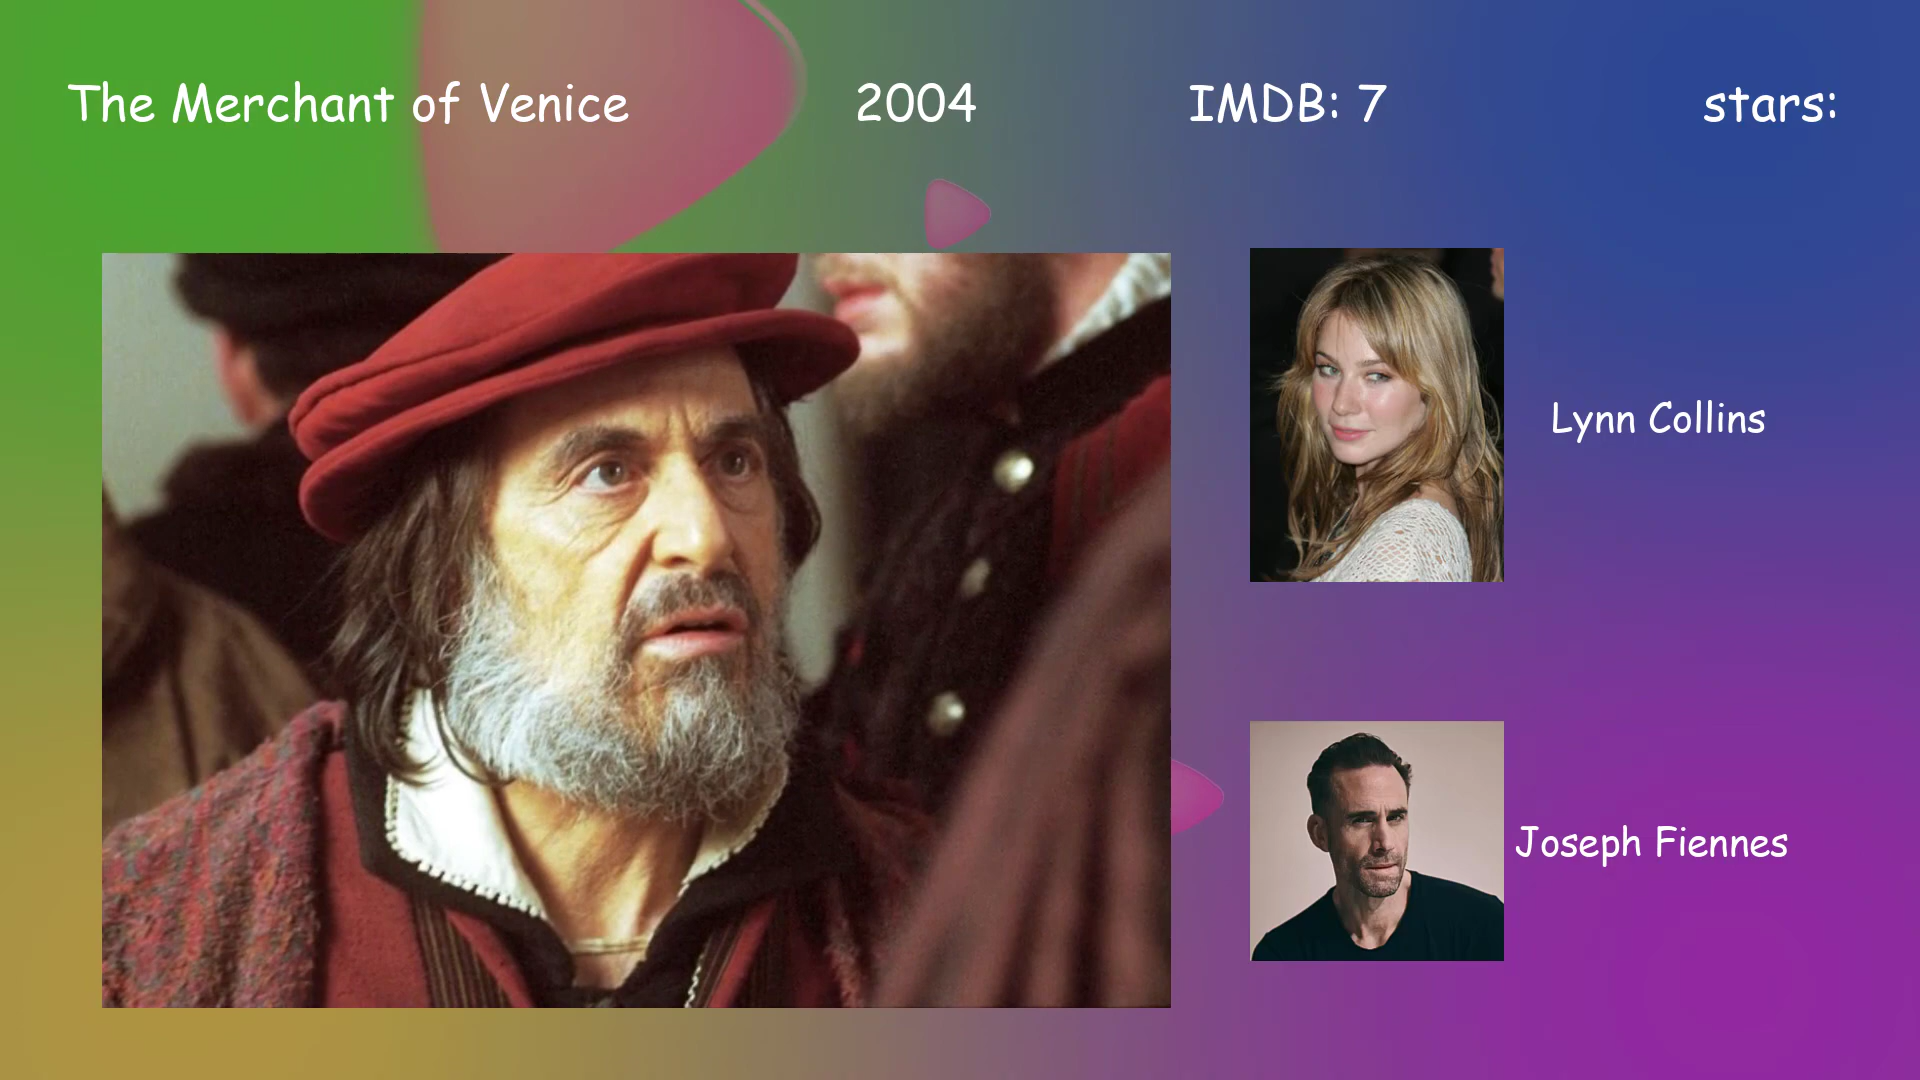 The Merchant of Venice 2004 IMDB: 7 stars:
Lynn Collins
Joseph Fiennes